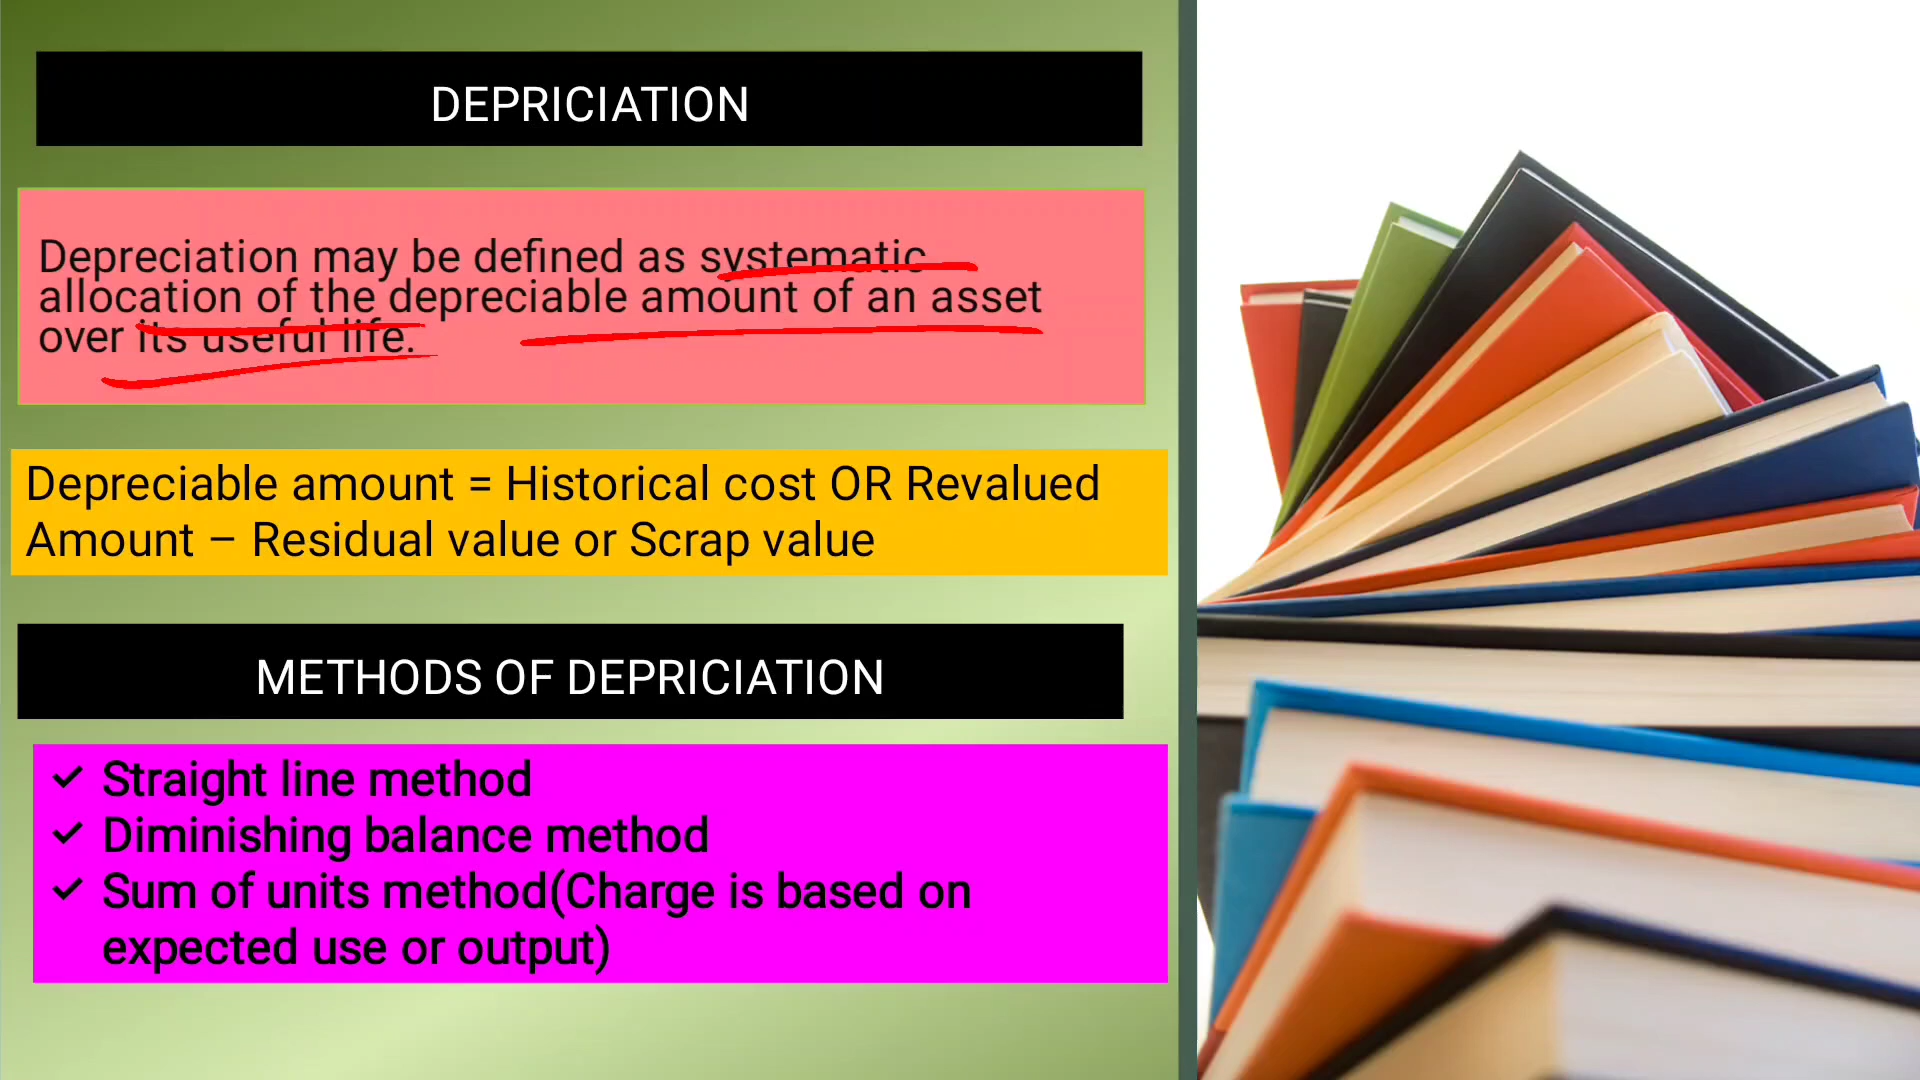 DEPRICIATION
Depreciation may be defined as systematic
allocation of the depreciable amount of an asset
over its useful life.
Depreciable amount = Historical cost OR Revalued
Amount – Residual value or Scrap value
METHODS OF DEPRICIATION
✓ Straight line method
✓ Diminishing balance method
✓ Sum of units method(Charge is based on
expected use or output)